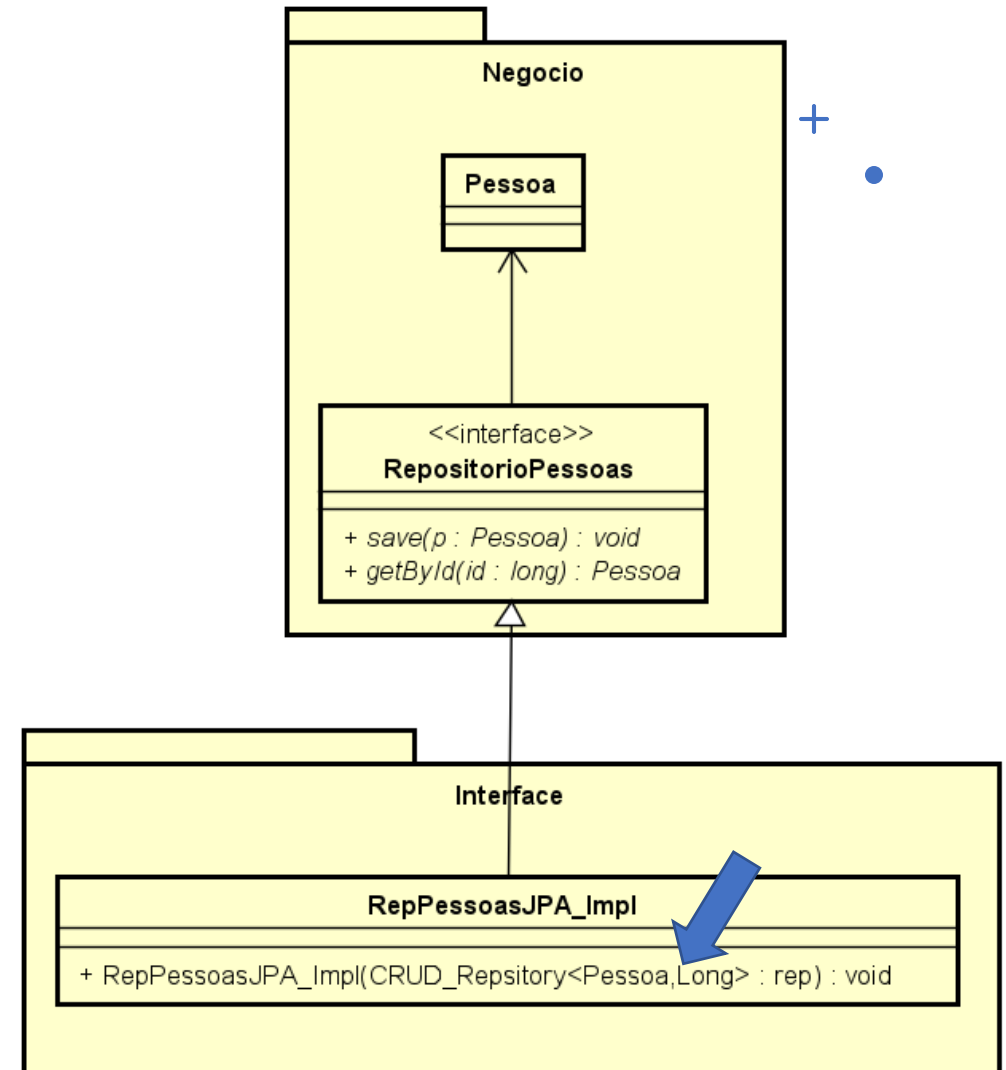 Negocio
Pessoa
<<interface>>
RepositorioPessoas
+ save(p : Pessoa) : void
+ getById(id : long) : Pessoa
Interface
RepPessoasJPA_Impl
+ RepPessoasJPA_Impl(CRUD_Repsitory<Pessoa,Long> : rep) : void